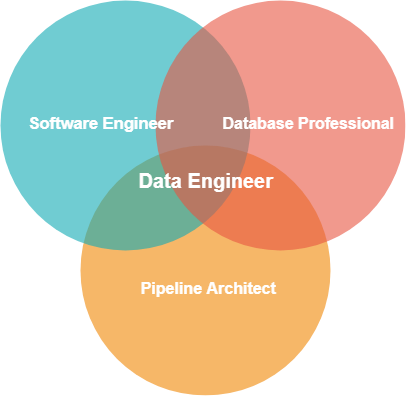 Software Engineer
Database Professional
Data Engineer
Pipeline Architect